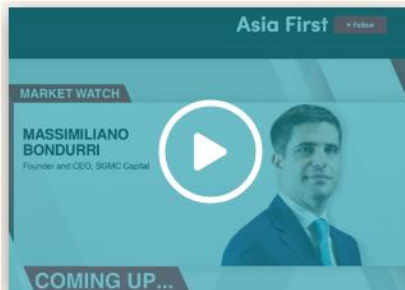 Asia First
+ Follow
MARKET WATCH
MASSIMILIANO
BONDURRI
Founder and CEO, SGMC Capital
COMING UP...